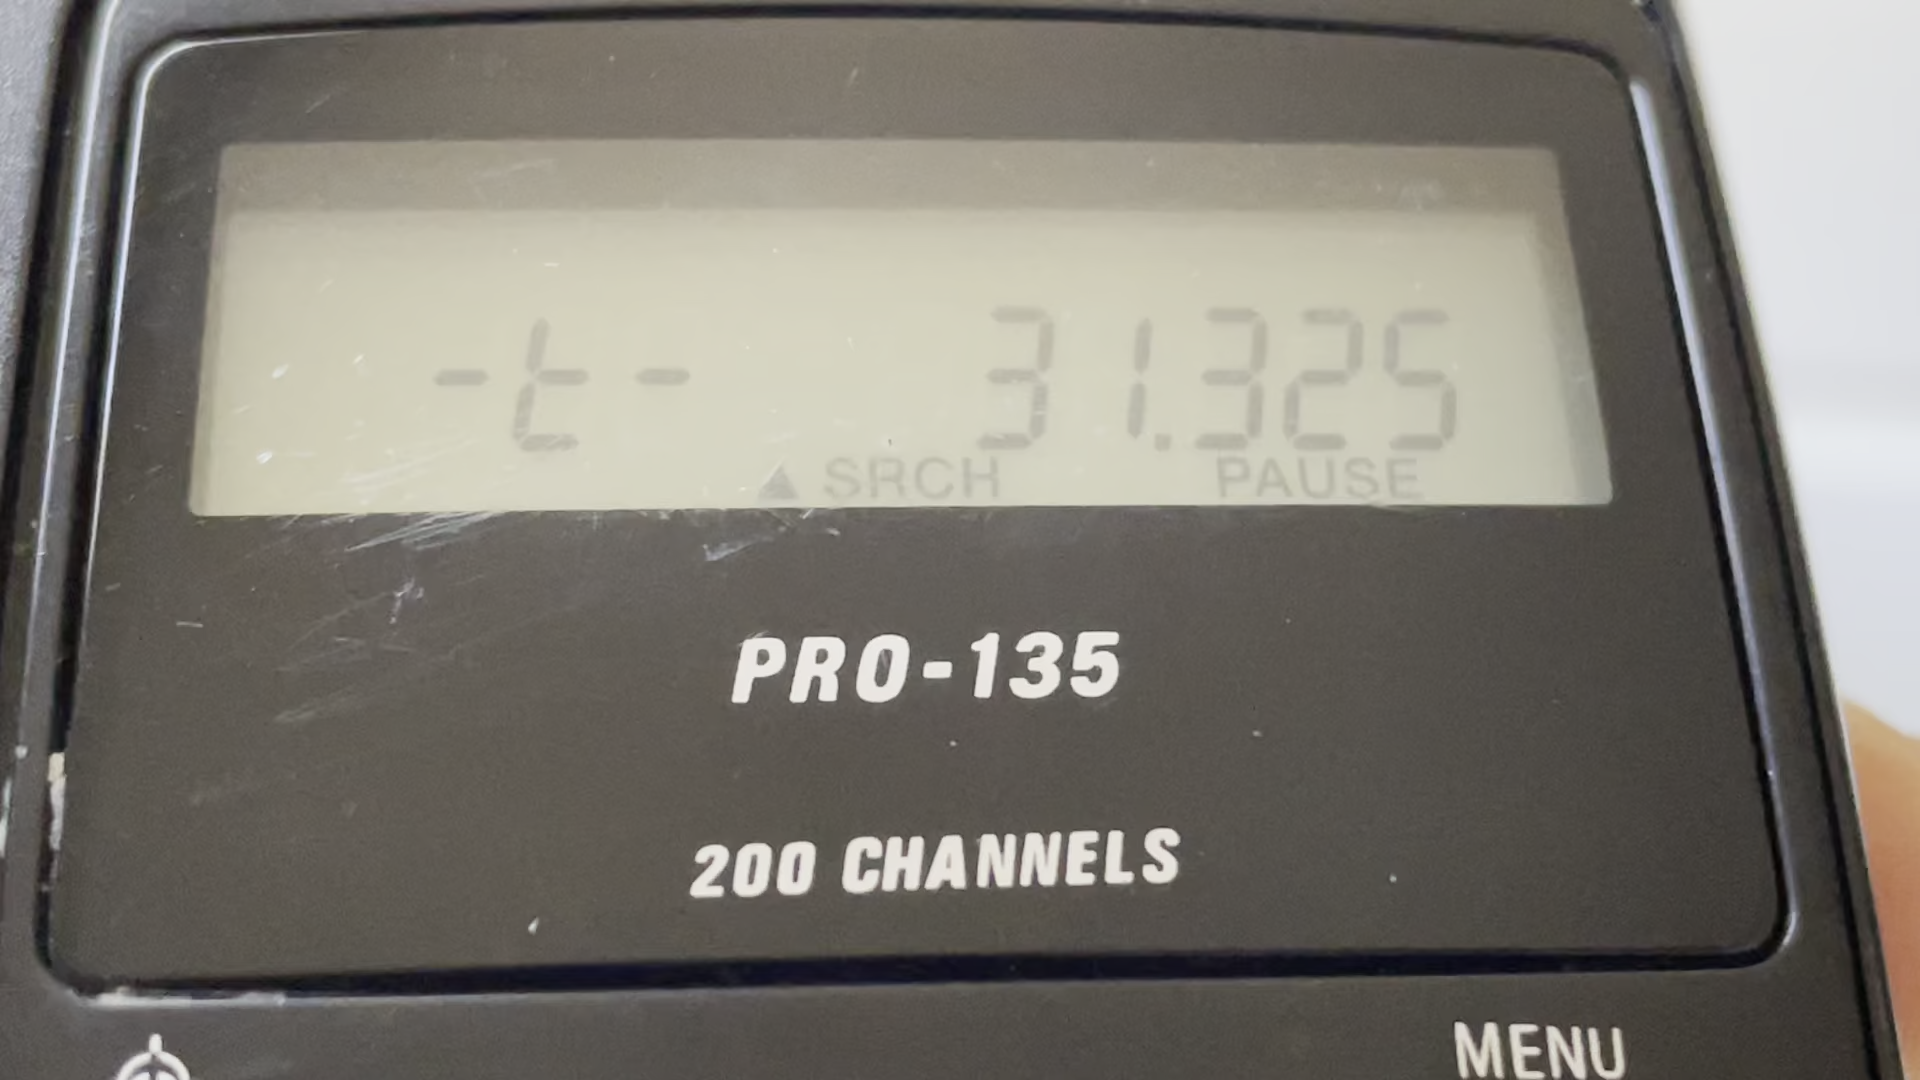 -t- 31.325
▲ SRCH PAUSE
PRO-135
200 CHANNELS
MENU